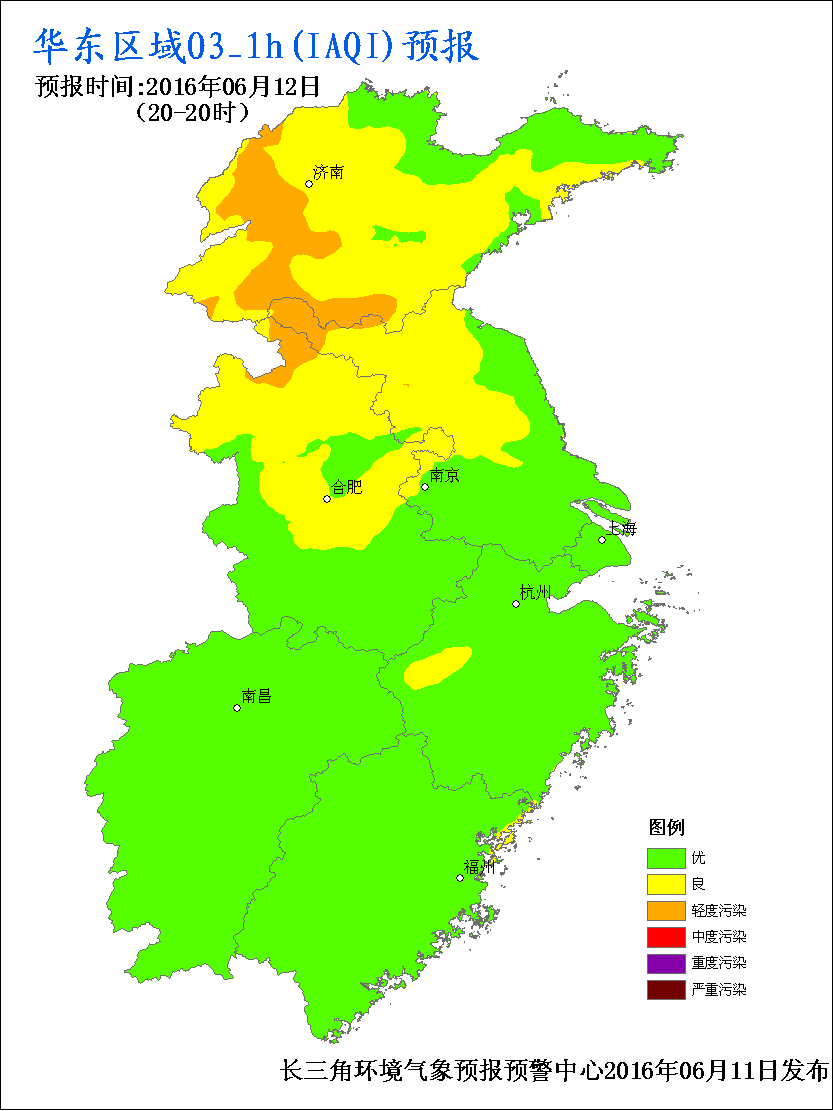 华东区域O3_1h(IAQI)预报
预报时间:2016年06月12日
(20-20时)
济南
合肥
南京
上海
杭州
南昌
福州
图例
优
良
轻度污染
中度污染
重度污染
严重污染
长三角环境气象预报预警中心2016年06月11日发布